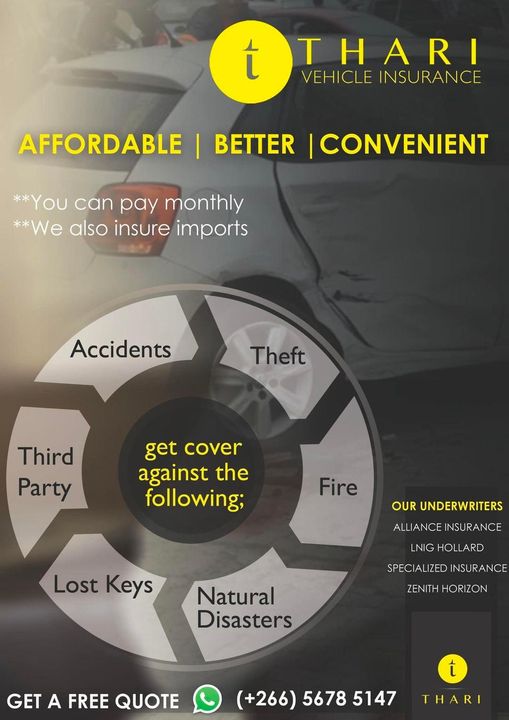 t THARI
VEHICLE INSURANCE
AFFORDABLE | BETTER |CONVENIENT
**You can pay monthly
**We also insure imports
Accidents
Theft
Third
Party
get cover
against the
following;
Fire
Lost Keys
Natural
Disasters
OUR UNDERWRITERS
ALLIANCE INSURANCE
LNIG HOLLARD
SPECIALIZED INSURANCE
ZENITH HORIZON
t
THARI
GET A FREE QUOTE (+266) 5678 5147